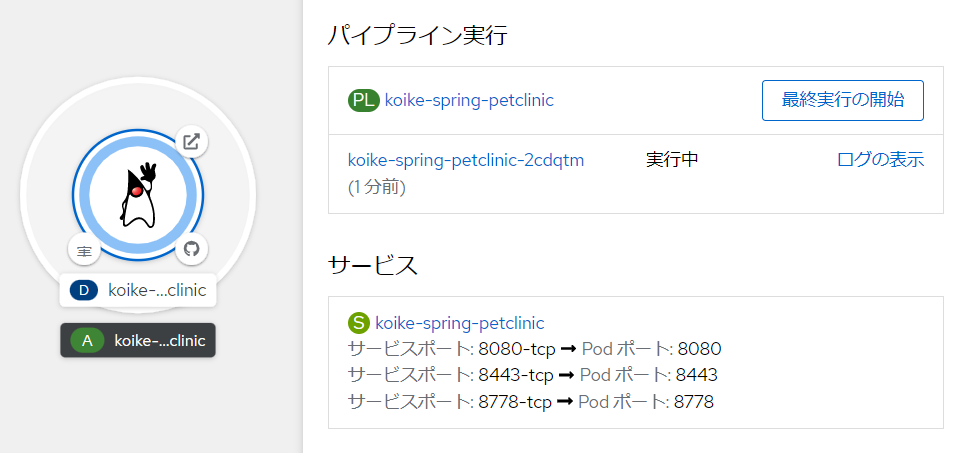 パイプライン実行
PL koike-spring-petclinic
最終実行の開始
koike-spring-petclinic-2cdqtm
実行中
ログの表示
(1 分前)
D koike-...clinic
A koike-...clinic
サービス
S koike-spring-petclinic
サービスポート: 8080-tcp ➞ Pod ポート: 8080
サービスポート: 8443-tcp ➞ Pod ポート: 8443
サービスポート: 8778-tcp ➞ Pod ポート: 8778